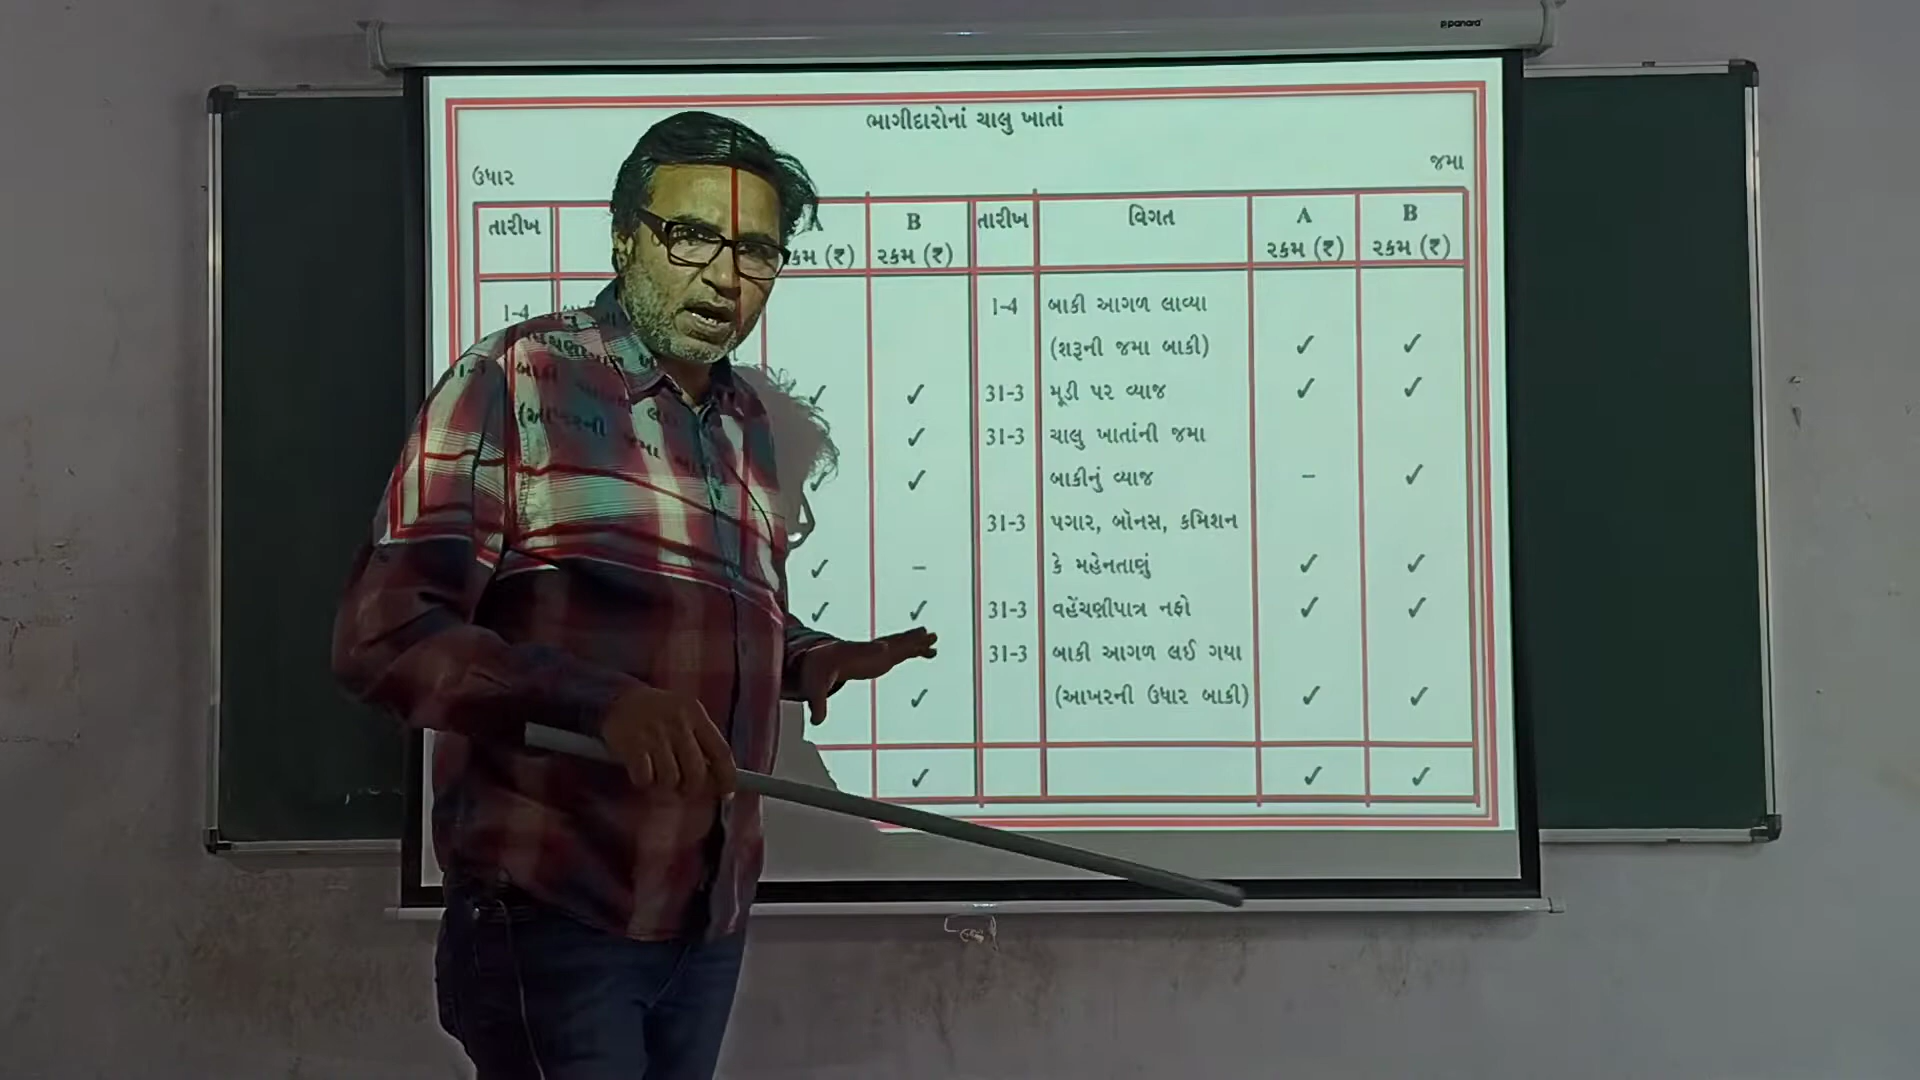 panara
ભાગીદારોનાં ચાલુ ખાતાં
ઉધાર જમા
તારીખ A B તારીખ વિગત A B
રકમ (₹) રકમ (₹) રકમ (₹)
1-4 1-4 બાકી આગળ લાવ્યા
(શરૂની જમા બાકી) ✓ ✓
✓ ✓ 31-3 મૂડી પર વ્યાજ ✓ ✓
✓ 31-3 ચાલુ ખાતાંની જમા
✓ ✓ બાકીનું વ્યાજ – ✓
31-3 પગાર, બૉનસ, કમિશન
✓ – કે મહેનતાણું ✓ ✓
✓ ✓ 31-3 વહેંચણીપાત્ર નફો ✓ ✓
31-3 બાકી આગળ લઈ ગયા
✓ (આખરની ઉધાર બાકી) ✓ ✓
✓ ✓ ✓